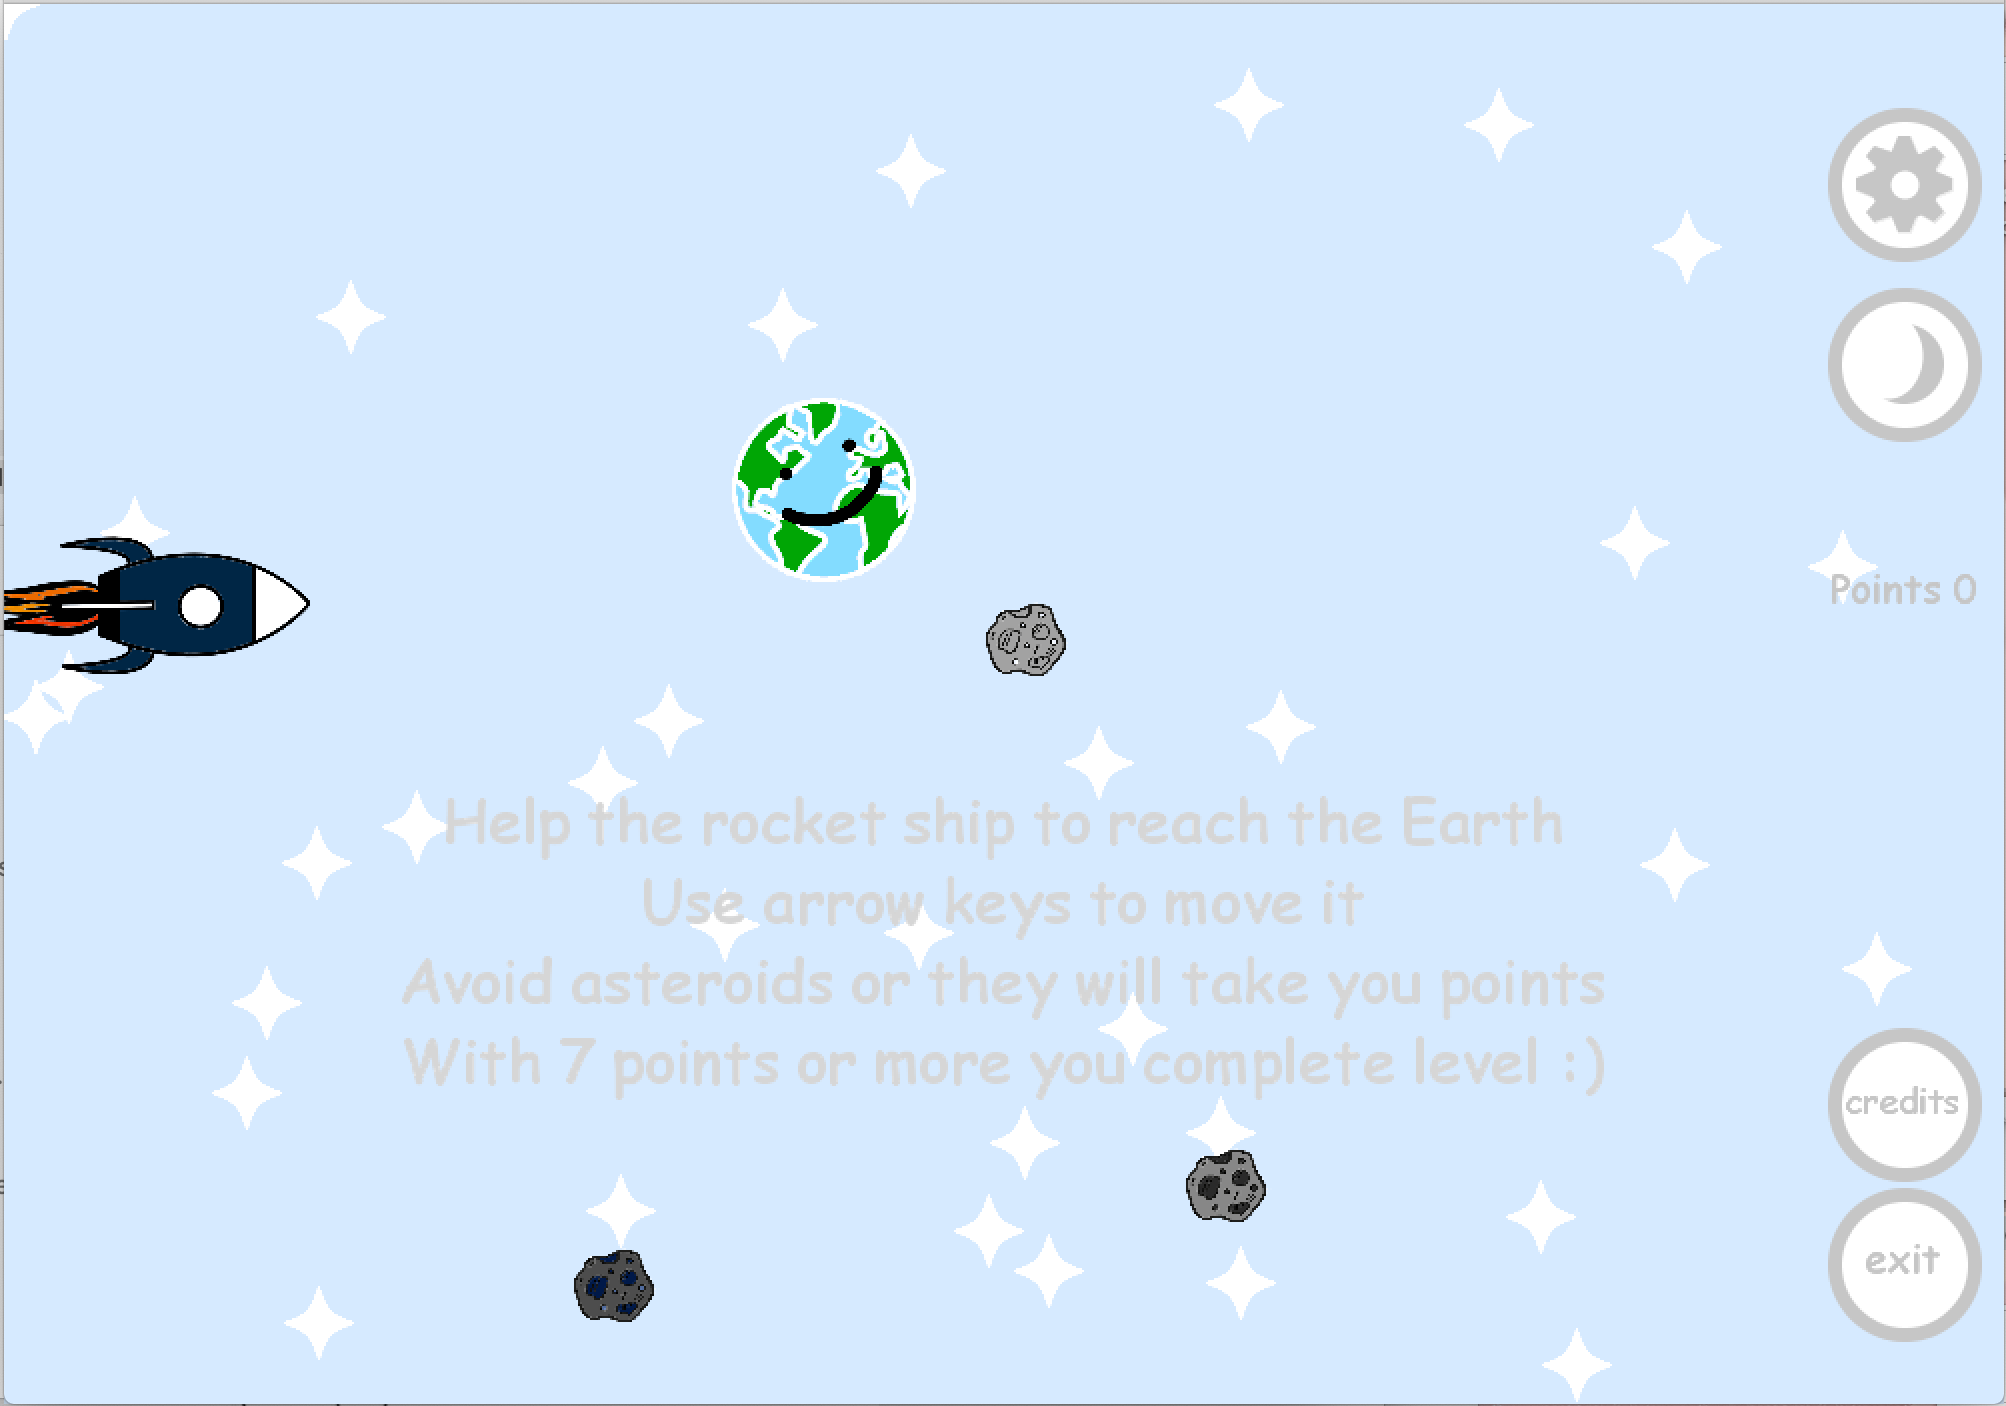 Points 0
Help the rocket ship to reach the Earth
Use arrow keys to move it
Avoid asteroids or they will take you points
With 7 points or more you complete level :)
credits
exit